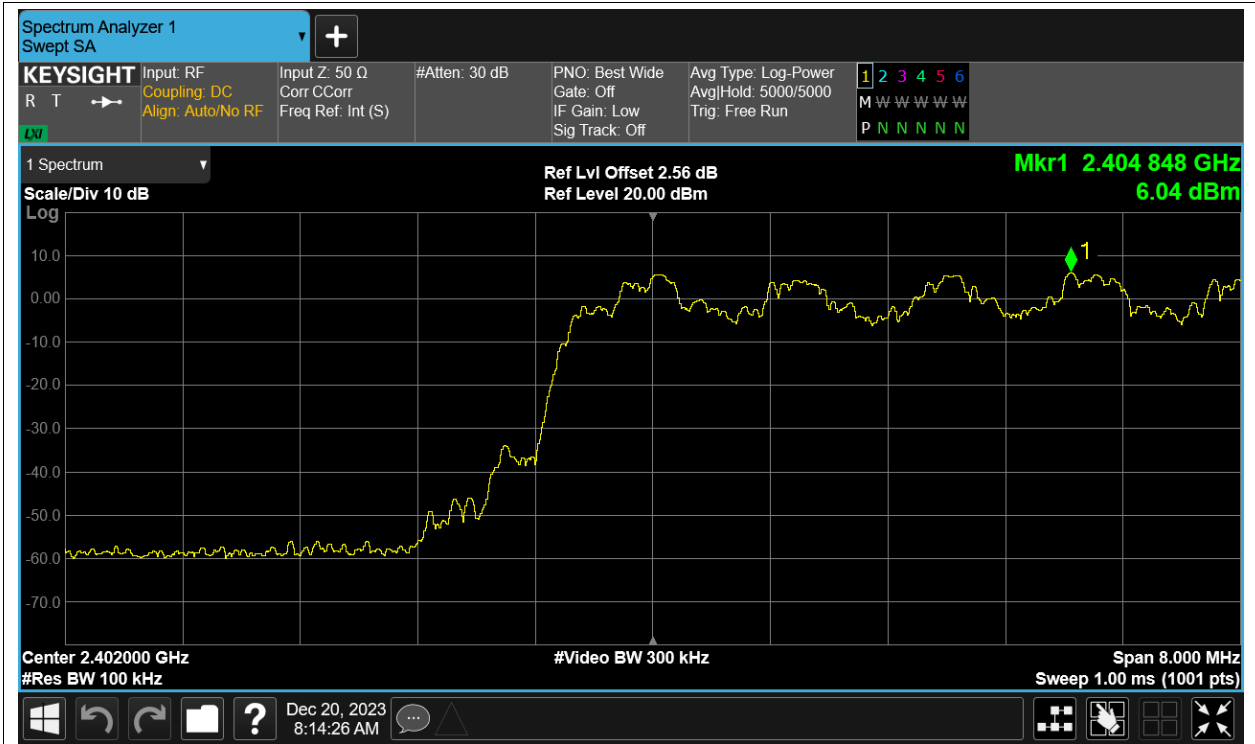 Spectrum Analyzer 1
Swept SA
+
KEYSIGHT
R T
LXI
Input: RF
Coupling: DC
Align: Auto/No RF
Input Z: 50 Ω
Corr CCorr
Freq Ref: Int (S)
#Atten: 30 dB
PNO: Best Wide
Gate: Off
IF Gain: Low
Sig Track: Off
Avg Type: Log-Power
Avg|Hold: 5000/5000
Trig: Free Run
1 2 3 4 5 6
M W W W W W
P N N N N N
1 Spectrum
Scale/Div 10 dB
Log
Ref Lvl Offset 2.56 dB
Ref Level 20.00 dBm
Mkr1 2.404 848 GHz
6.04 dBm
1
10.0
0.00
-10.0
-20.0
-30.0
-40.0
-50.0
-60.0
-70.0
Center 2.402000 GHz
#Res BW 100 kHz
#Video BW 300 kHz
Span 8.000 MHz
Sweep 1.00 ms (1001 pts)
?
Dec 20, 2023
8:14:26 AM